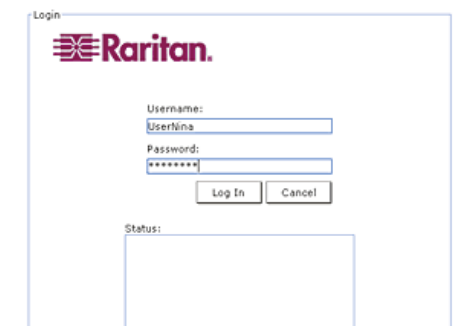 Login
Raritan.
Username:
UserNina
Password:
********
Log In Cancel
Status: